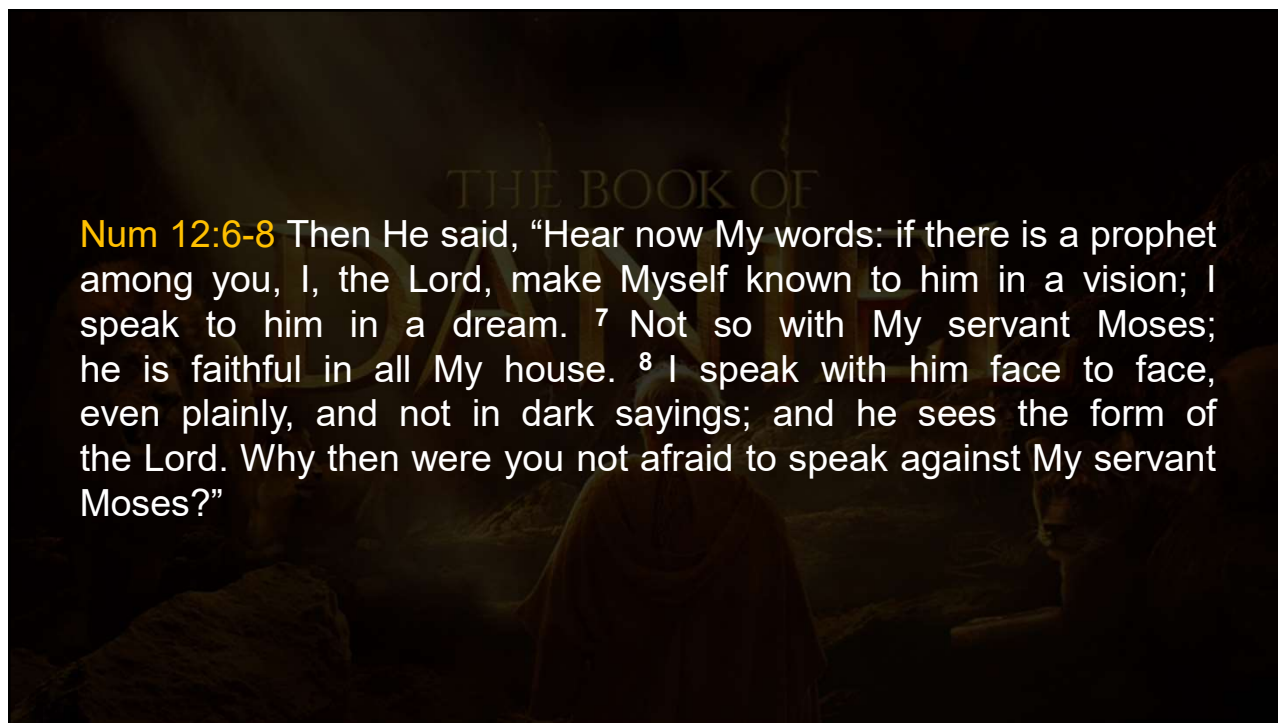 THE BOOK OF
DANIEL
Num 12:6-8 Then He said, “Hear now My words: if there is a prophet
among you, I, the Lord, make Myself known to him in a vision; I
speak to him in a dream. 7 Not so with My servant Moses;
he is faithful in all My house. 8 I speak with him face to face,
even plainly, and not in dark sayings; and he sees the form of
the Lord. Why then were you not afraid to speak against My servant
Moses?”